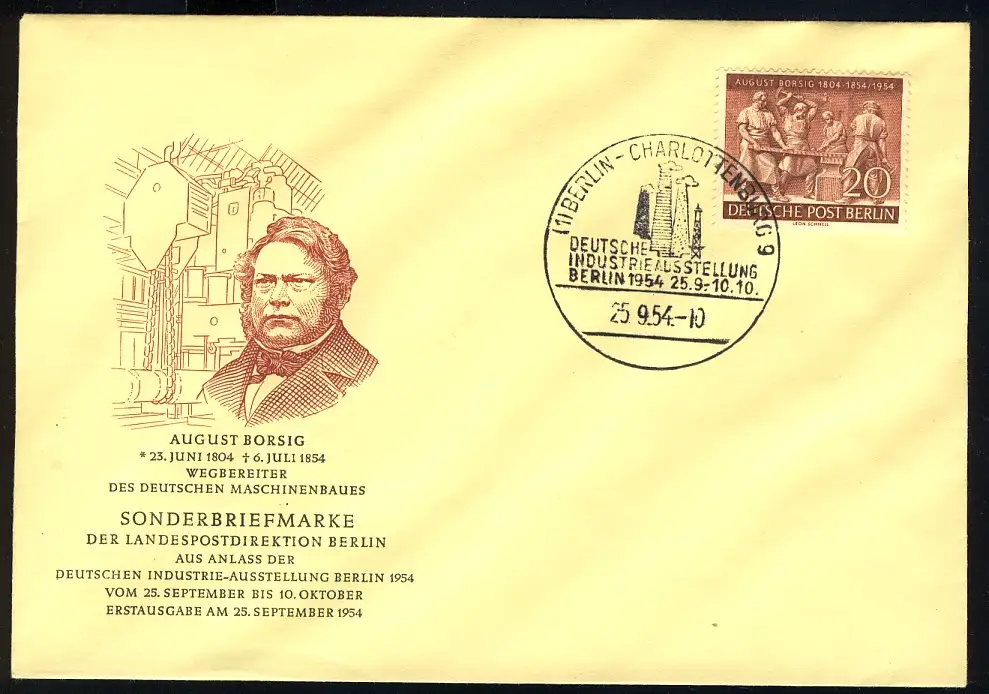 AUGUST BORSIG 1804-1854/1954
20
DEUTSCHE POST BERLIN
LEON SCHNELL
(1) BERLIN-CHARLOTTENBURG 9
DEUTSCHE
INDUSTRIEAUSSTELLUNG
BERLIN 1954 25.9.-10.10.
25.9.54.-10
AUGUST BORSIG
* 23. JUNI 1804 † 6. JULI 1854
WEGBEREITER
DES DEUTSCHEN MASCHINENBAUES
SONDERBRIEFMARKE
DER LANDESPOSTDIREKTION BERLIN
AUS ANLASS DER
DEUTSCHEN INDUSTRIE-AUSSTELLUNG BERLIN 1954
VOM 25. SEPTEMBER BIS 10. OKTOBER
ERSTAUSGABE AM 25. SEPTEMBER 1954